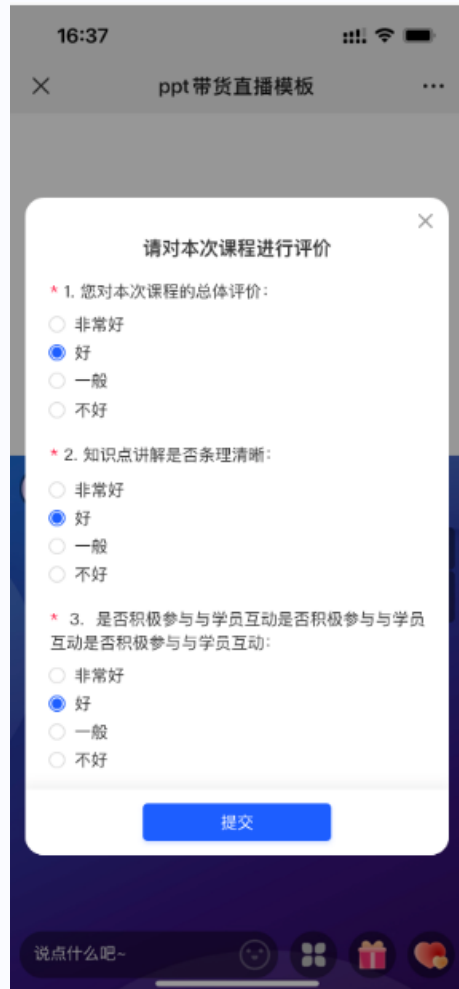 16:37
ppt带货直播模板
请对本次课程进行评价
* 1. 您对本次课程的总体评价：
非常好
好
一般
不好
* 2. 知识点讲解是否条理清晰：
非常好
好
一般
不好
* 3. 是否积极参与与学员互动是否积极参与与学员
互动是否积极参与与学员互动：
非常好
好
一般
不好
提交
说点什么吧~